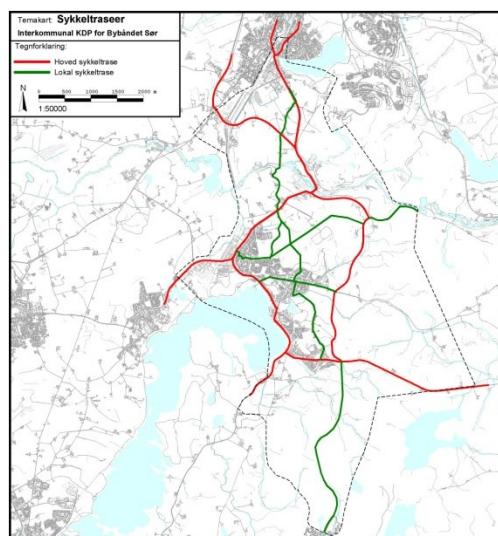 Temakart: Sykkeltraseer
Interkommunal KDP for Bybåndet Sør
Tegnforklaring:
Hoved sykkeltrase
Lokal sykkeltrase
N
0 500 1000 1500 2000 m
1:50000